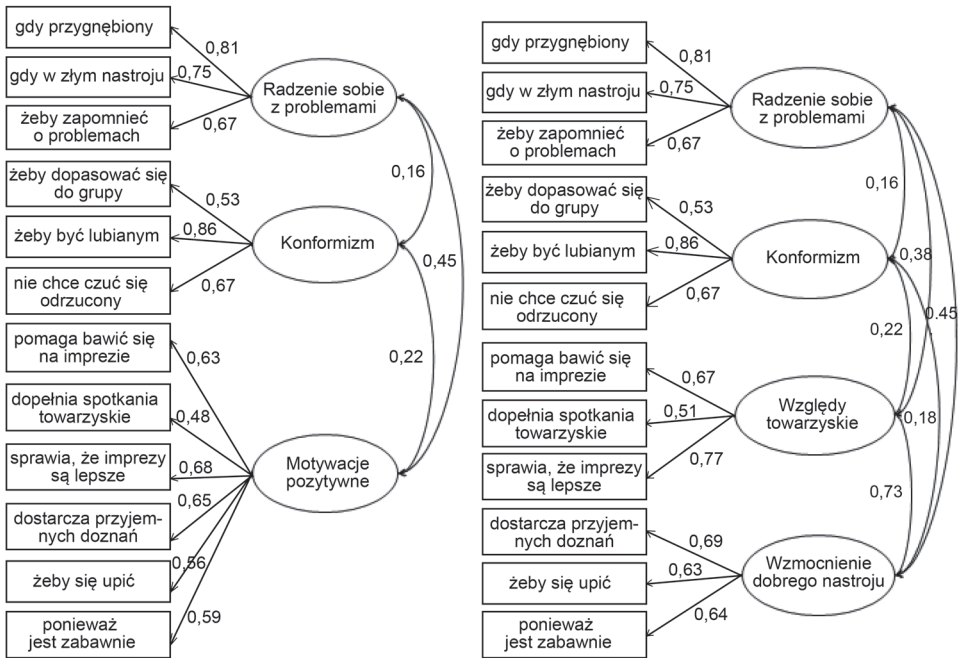 gdy przygnębiony
gdy w złym nastroju
żeby zapomnieć
o problemach
żeby dopasować się
do grupy
żeby być lubianym
nie chce czuć się
odrzucony
pomaga bawić się
na imprezie
dopełnia spotkania
towarzyskie
sprawia, że imprezy
są lepsze
dostarcza przyjem-
nych doznań
żeby się upić
ponieważ
jest zabawnie
0,81
0,75
0,67
0,53
0,86
0,67
0,63
0,48
0,68
0,65
0,56
0,59
Radzenie sobie
z problemami
Konformizm
Motywacje
pozytywne
0,16
0,45
0,22
gdy przygnębiony
gdy w złym nastroju
żeby zapomnieć
o problemach
żeby dopasować się
do grupy
żeby być lubianym
nie chce czuć się
odrzucony
pomaga bawić się
na imprezie
dopełnia spotkania
towarzyskie
sprawia, że imprezy
są lepsze
dostarcza przyjem-
nych doznań
żeby się upić
ponieważ
jest zabawnie
0,81
0,75
0,67
0,53
0,86
0,67
0,67
0,51
0,77
0,69
0,63
0,64
Radzenie sobie
z problemami
Konformizm
Względy
towarzyskie
Wzmocnienie
dobrego nastroju
0,16
0,38
0.45
0,22
0,18
0,73